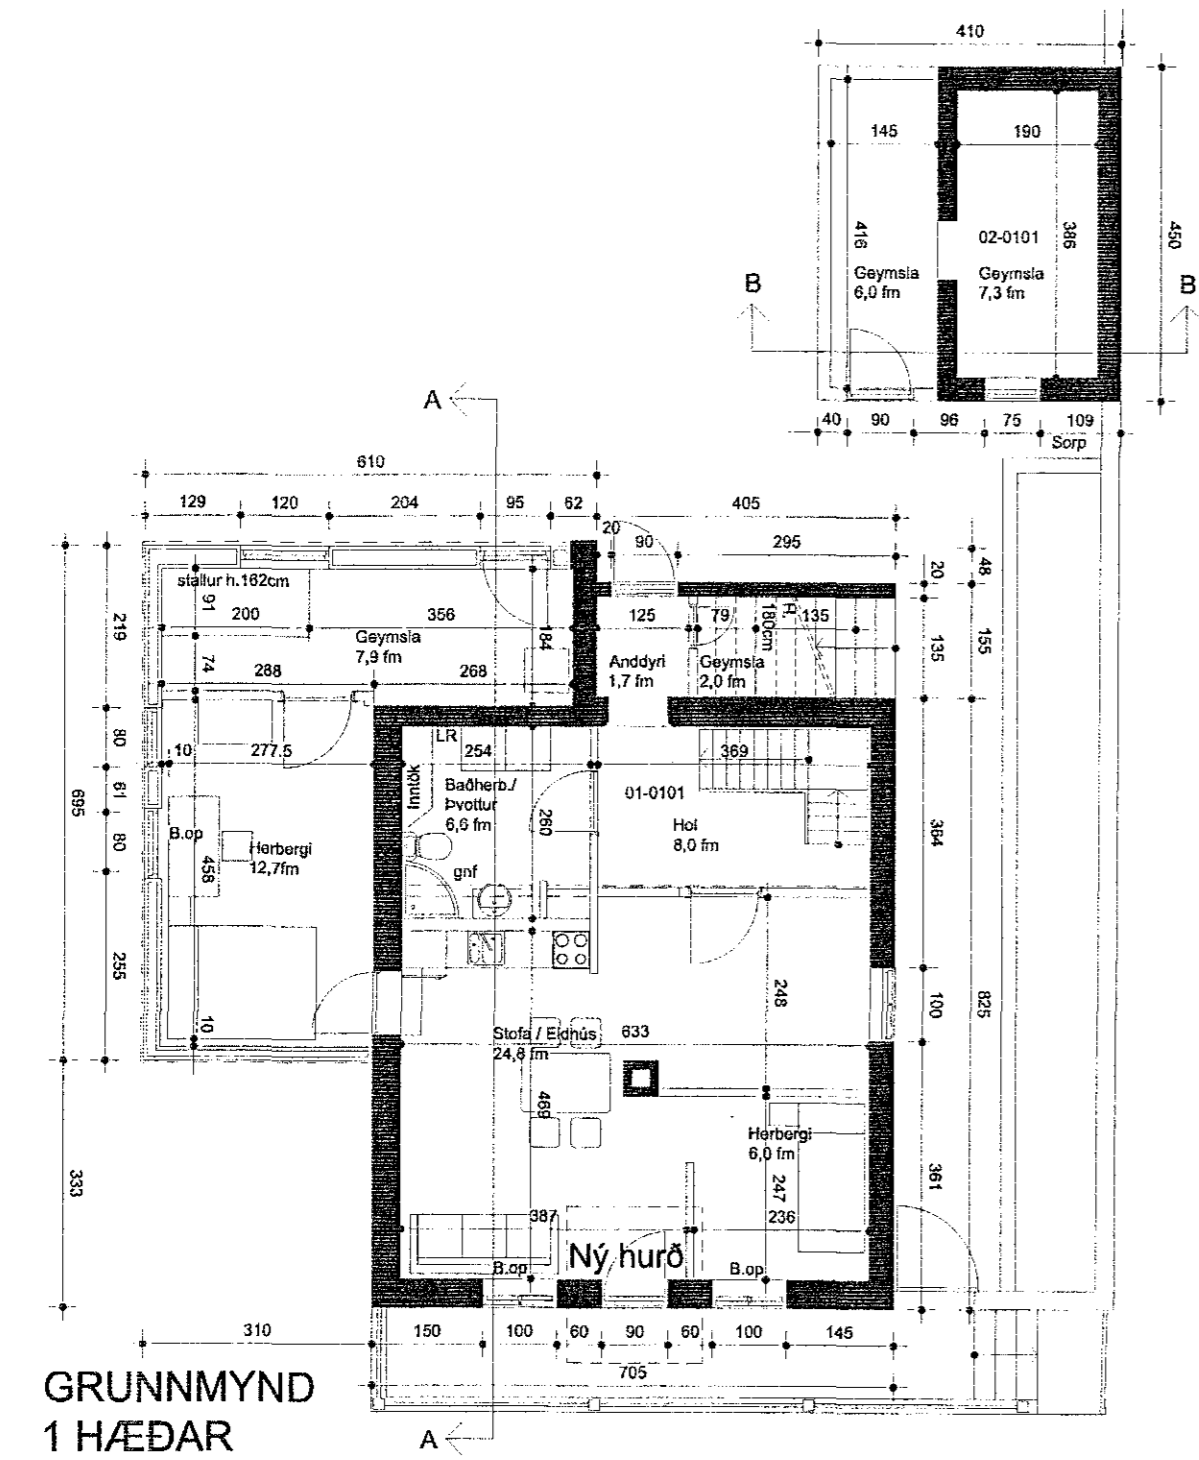 410
145
190
416
386
450
02-0101
Geymsla
6,0 fm
Geymsla
7,3 fm
B
B
40
90
96
75
109
Sorp
A
610
129
120
204
95
62
405
20
90
295
48
20
stallur h.162cm
91
200
356
184
219
125
79
180cm
135
135
155
Geymsla
7,9 fm
74
288
268
Anddyri
1,7 fm
Geymsla
2,0 fm
LR
80
10
277.5
254
369
Inntök
Baðherb./
Þvottur
6,6 fm
260
01-0101
Hol
8,0 fm
695
61
80
364
B.op
Herbergi
12,7fm
458
gnf
255
10
248
100
825
Stofa / Eldhús
24,8 fm
633
469
Herbergi
6,0 fm
247
361
333
387
236
Ný hurð
B.op
B.op
310
150
100
60
90
60
100
145
705
GRUNNMYND
1 HÆÐAR
A